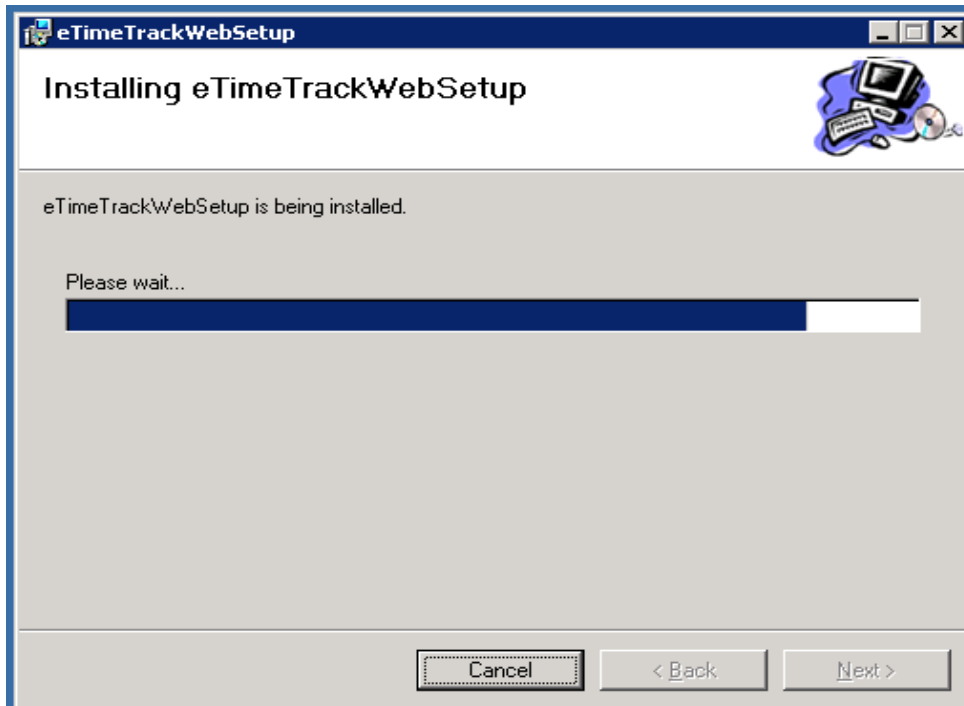 eTimeTrackWebSetup
Installing eTimeTrackWebSetup
eTimeTrackWebSetup is being installed.
Please wait...
Cancel
< Back
Next >